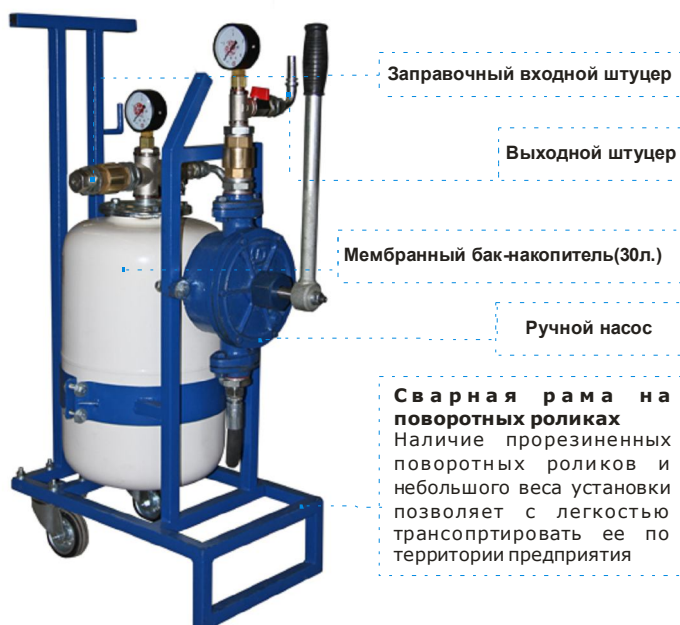 Заправочный входной штуцер
Выходной штуцер
Мембранный бак-накопитель(30л.)
Ручной насос
Сварная рама на
поворотных роликах
Наличие прорезиненных
поворотных роликов и
небольшого веса установки
позволяет с легкостью
трансопртировать ее по
территории предприятия